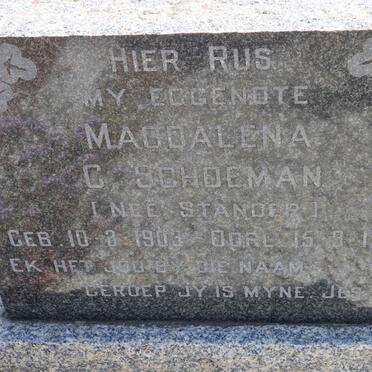 HIER RUS
MY EGGENOTE
MAGDALENA
C. SCHOEMAN
(NEE STANDER)
GEB. 10-3-1903 OORL. 15-9-1
EK HET JOU BY DIE NAAM
GEROEP JY IS MYNE. JES